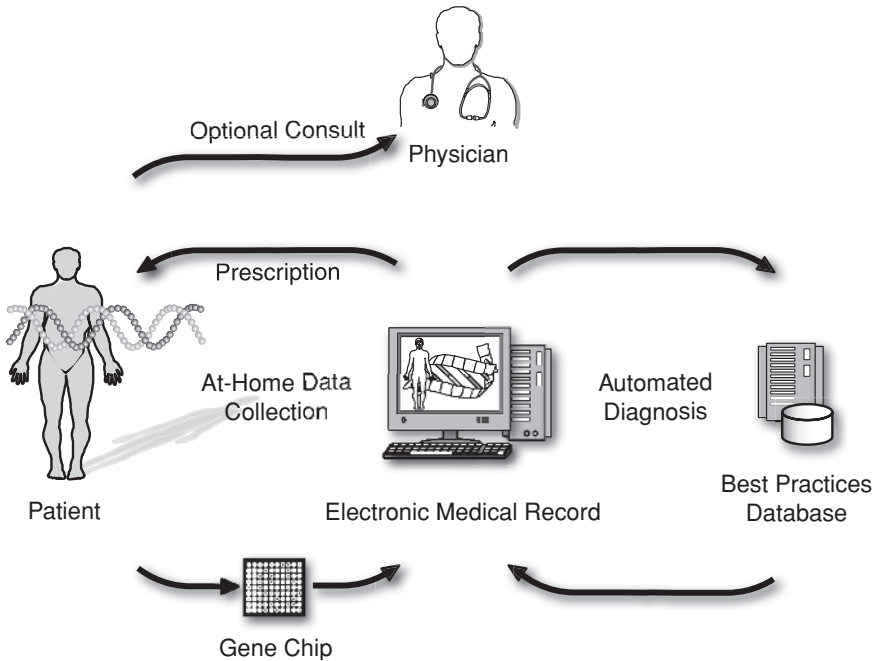 Optional Consult
Physician
Prescription
At-Home Data
Collection
Automated
Diagnosis
Patient
Electronic Medical Record
Best Practices
Database
Gene Chip